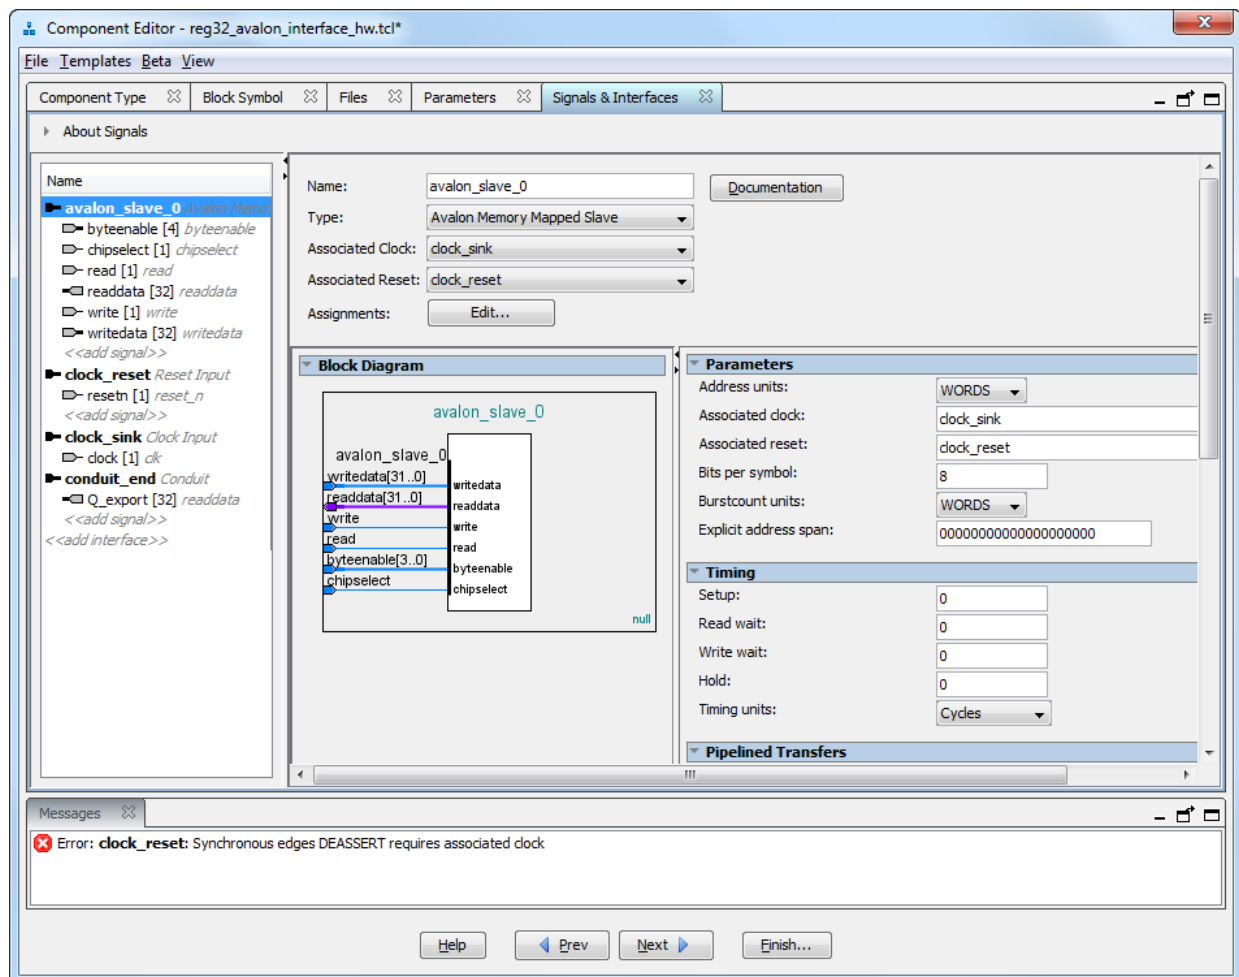 Component Editor - reg32_avalon_interface_hw.tcl*
File Templates Beta View
Component Type Block Symbol Files Parameters Signals & Interfaces
About Signals
Name
avalon_slave_0 Avalon Memo
byteenable [4] byteenable
chipselect [1] chipselect
read [1] read
readdata [32] readdata
write [1] write
writedata [32] writedata
<<add signal>>
clock_reset Reset Input
resetn [1] reset_n
<<add signal>>
clock_sink Clock Input
clock [1] clk
conduit_end Conduit
Q_export [32] readdata
<<add signal>>
<<add interface>>
Name: avalon_slave_0 Documentation
Type: Avalon Memory Mapped Slave
Associated Clock: clock_sink
Associated Reset: clock_reset
Assignments: Edit...
Block Diagram
avalon_slave_0
avalon_slave_0
writedata[31..0] writedata
readdata[31..0] readdata
write write
read read
byteenable[3..0] byteenable
chipselect chipselect
null
Parameters
Address units: WORDS
Associated clock: clock_sink
Associated reset: clock_reset
Bits per symbol: 8
Burstcount units: WORDS
Explicit address span: 00000000000000000000
Timing
Setup: 0
Read wait: 0
Write wait: 0
Hold: 0
Timing units: Cycles
Pipelined Transfers
Messages
Error: clock_reset: Synchronous edges DEASSERT requires associated clock
Help Prev Next Finish...